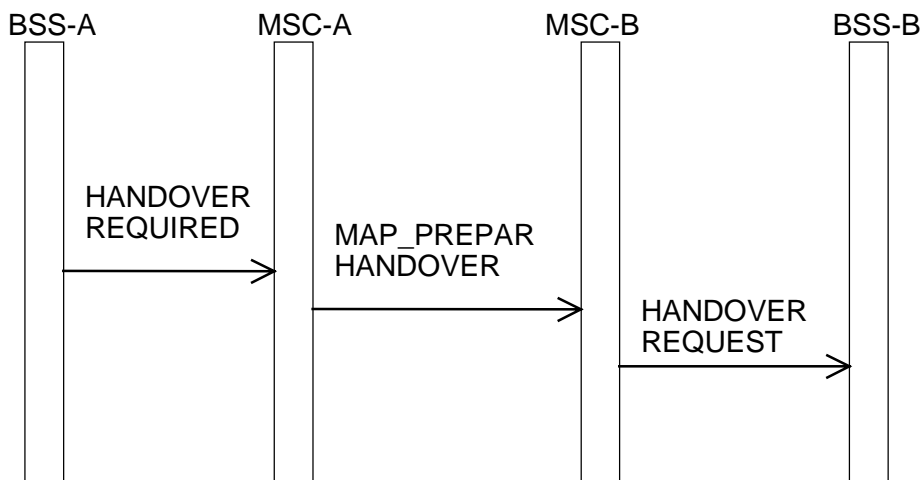 BSS-A MSC-A MSC-B BSS-B
HANDOVER
REQUIRED
MAP_PREPAR
HANDOVER
HANDOVER
REQUEST